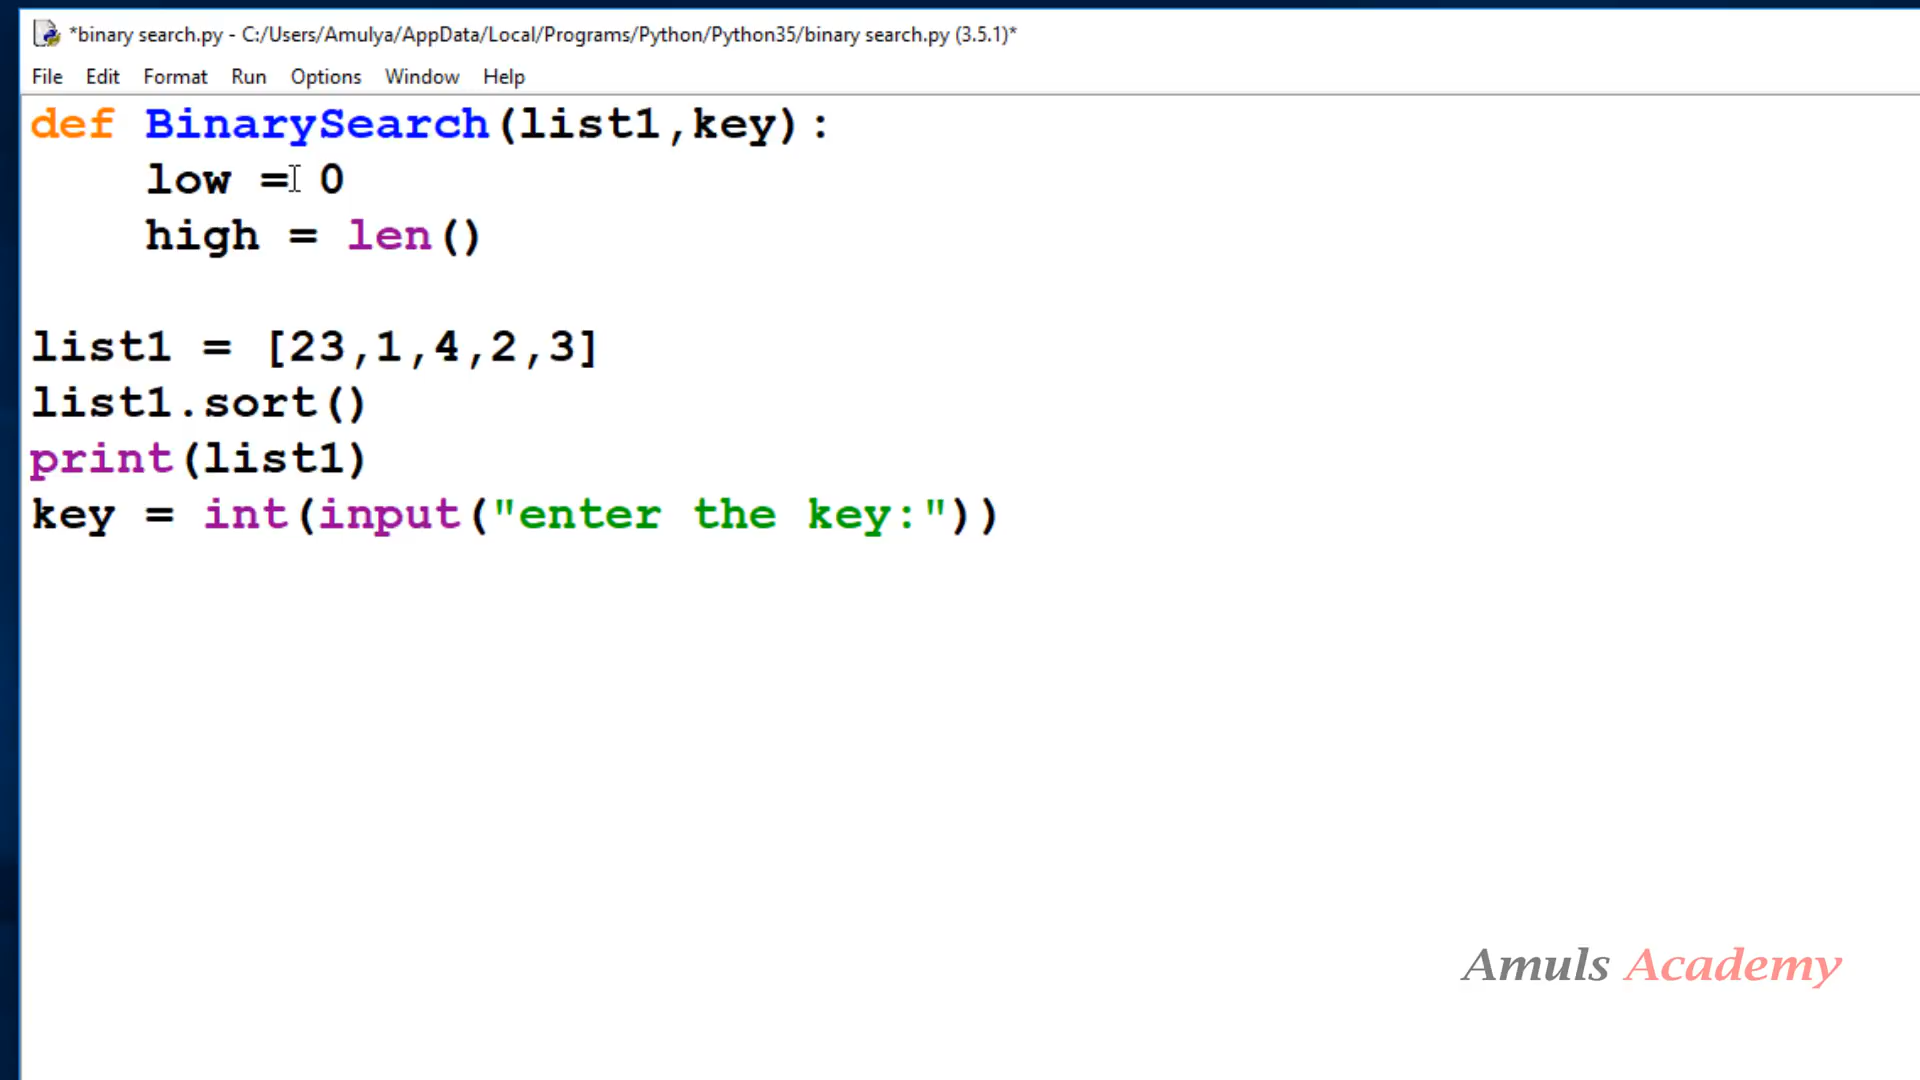 *binary search.py - C:/Users/Amulya/AppData/Local/Programs/Python/Python35/binary search.py (3.5.1)*
File Edit Format Run Options Window Help
def BinarySearch(list1,key):
    low = 0
    high = len()
list1 = [23,1,4,2,3]
list1.sort()
print(list1)
key = int(input("enter the key:"))
Amuls Academy